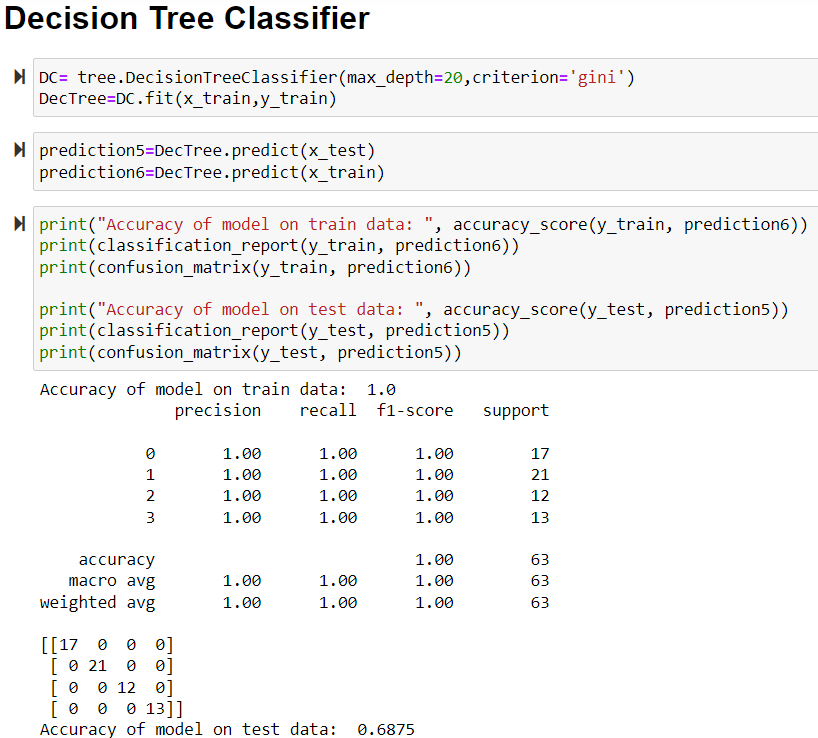 Decision Tree Classifier
DC= tree.DecisionTreeClassifier(max_depth=20,criterion='gini')
DecTree=DC.fit(x_train,y_train)
prediction5=DecTree.predict(x_test)
prediction6=DecTree.predict(x_train)
print("Accuracy of model on train data: ", accuracy_score(y_train, prediction6))
print(classification_report(y_train, prediction6))
print(confusion_matrix(y_train, prediction6))
print("Accuracy of model on test data: ", accuracy_score(y_test, prediction5))
print(classification_report(y_test, prediction5))
print(confusion_matrix(y_test, prediction5))
Accuracy of model on train data:  1.0
              precision    recall  f1-score   support
           0       1.00      1.00      1.00        17
           1       1.00      1.00      1.00        21
           2       1.00      1.00      1.00        12
           3       1.00      1.00      1.00        13
    accuracy                           1.00        63
   macro avg       1.00      1.00      1.00        63
weighted avg       1.00      1.00      1.00        63
[[17  0  0  0]
 [ 0 21  0  0]
 [ 0  0 12  0]
 [ 0  0  0 13]]
Accuracy of model on test data:  0.6875